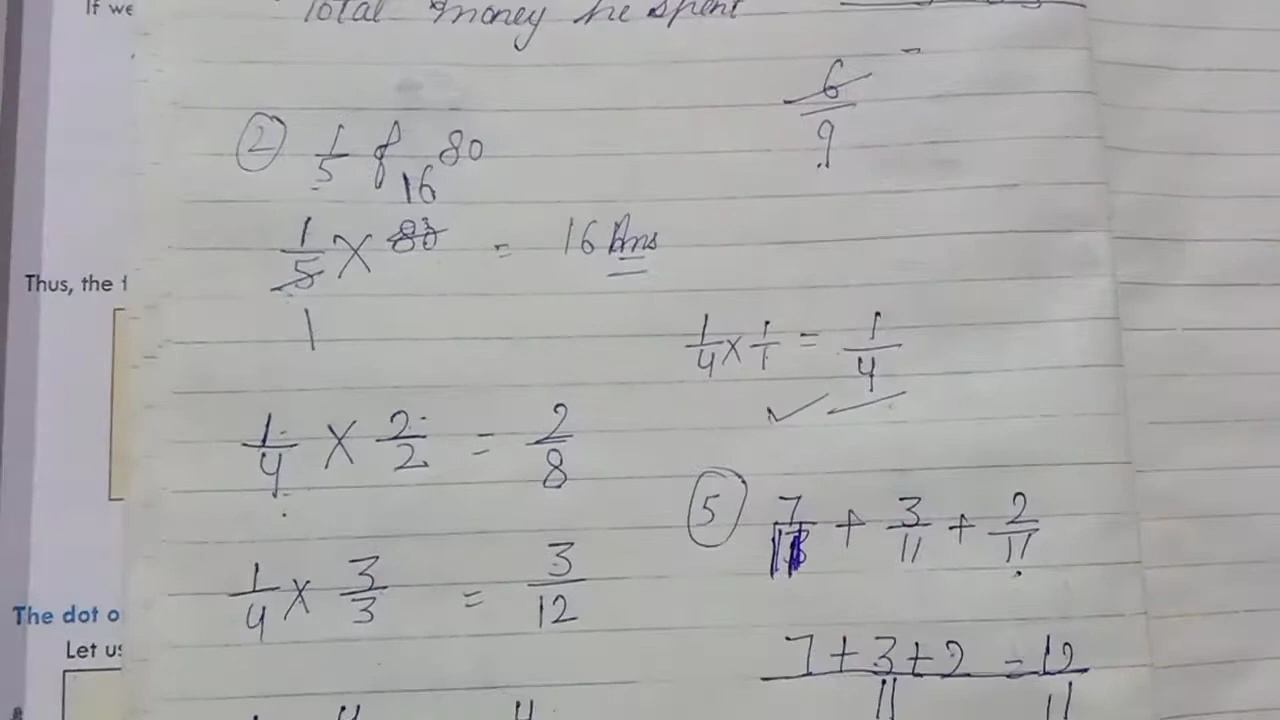 If we
Total money he spent
6/9
② 1/5 of 80
16
1/5 × 80 = 16 Ans
1
Thus, the f
1/4 × 1/1 = 1/4
1/4 × 2/2 = 2/8
⑤ 7/11 + 3/11 + 2/11
1/4 × 3/3 = 3/12
The dot o
Let us
7+3+2/11 = 12/11